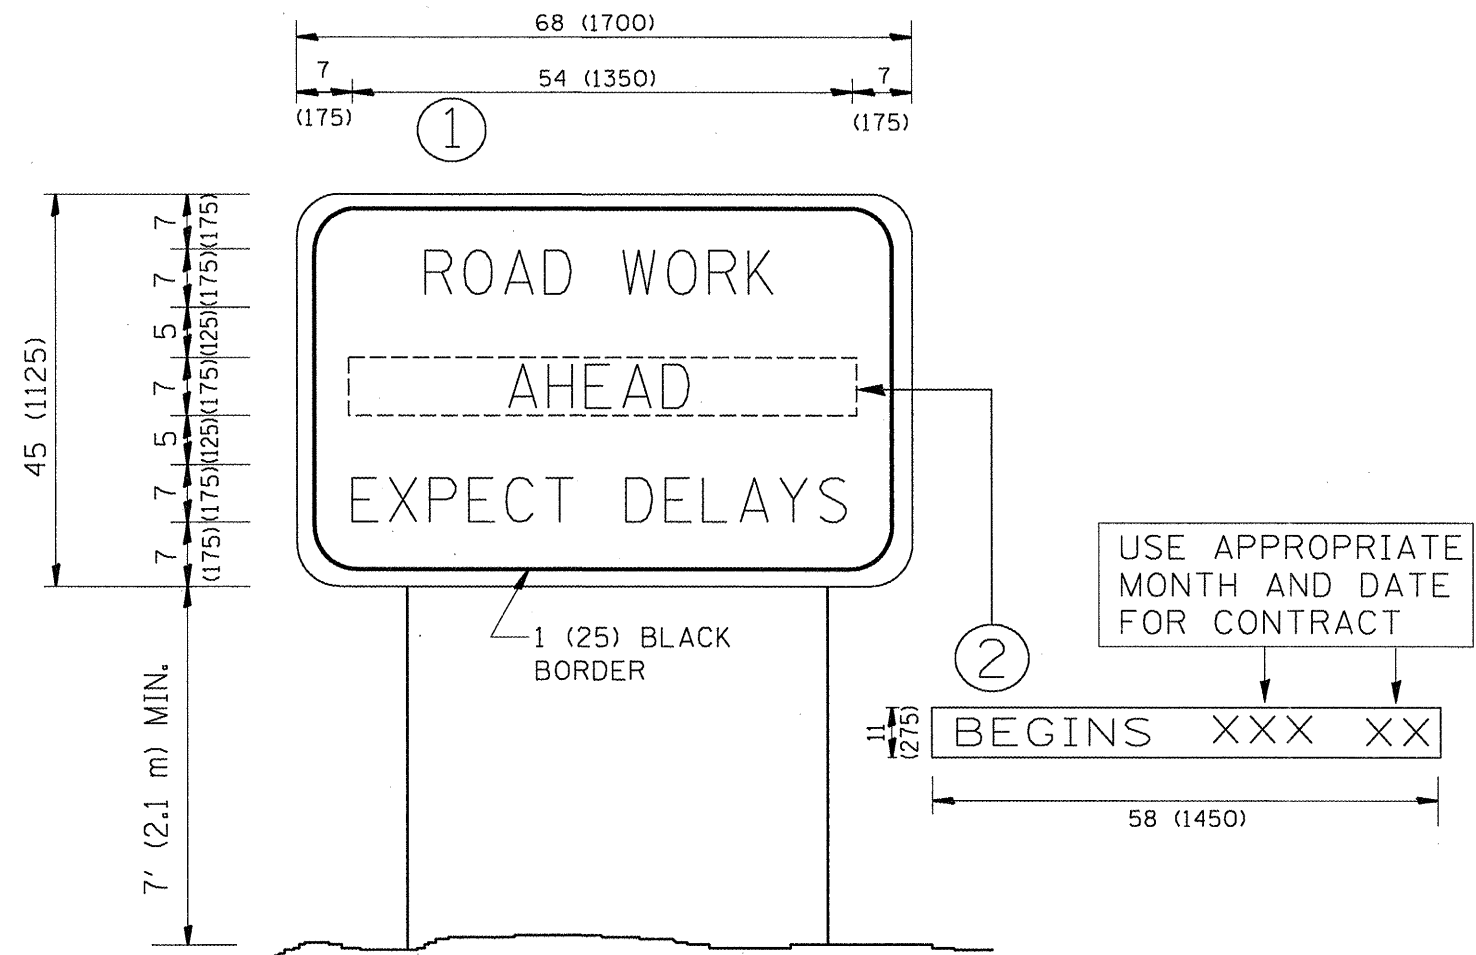 68 (1700)
7
54 (1350)
7
(175)
(175)
1
45 (1125)
7
(175)
7
(175)
5
(125)
7
(175)
5
(125)
7
(175)
7
(175)
ROAD WORK
AHEAD
EXPECT DELAYS
1 (25) BLACK
BORDER
7' (2.1 m) MIN.
2
USE APPROPRIATE
MONTH AND DATE
FOR CONTRACT
11
(275)
BEGINS XXX XX
58 (1450)